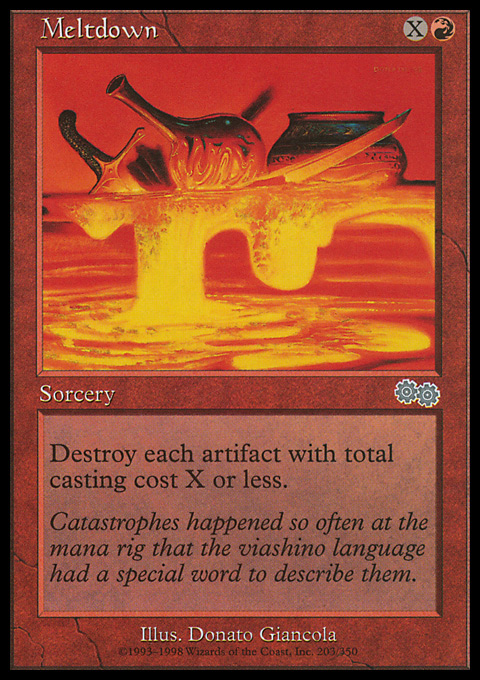 Meltdown
X
Sorcery
Destroy each artifact with total
casting cost X or less.
Catastrophes happened so often at the
mana rig that the viashino language
had a special word to describe them.
Illus. Donato Giancola
©1993–1998 Wizards of the Coast, Inc. 203/350